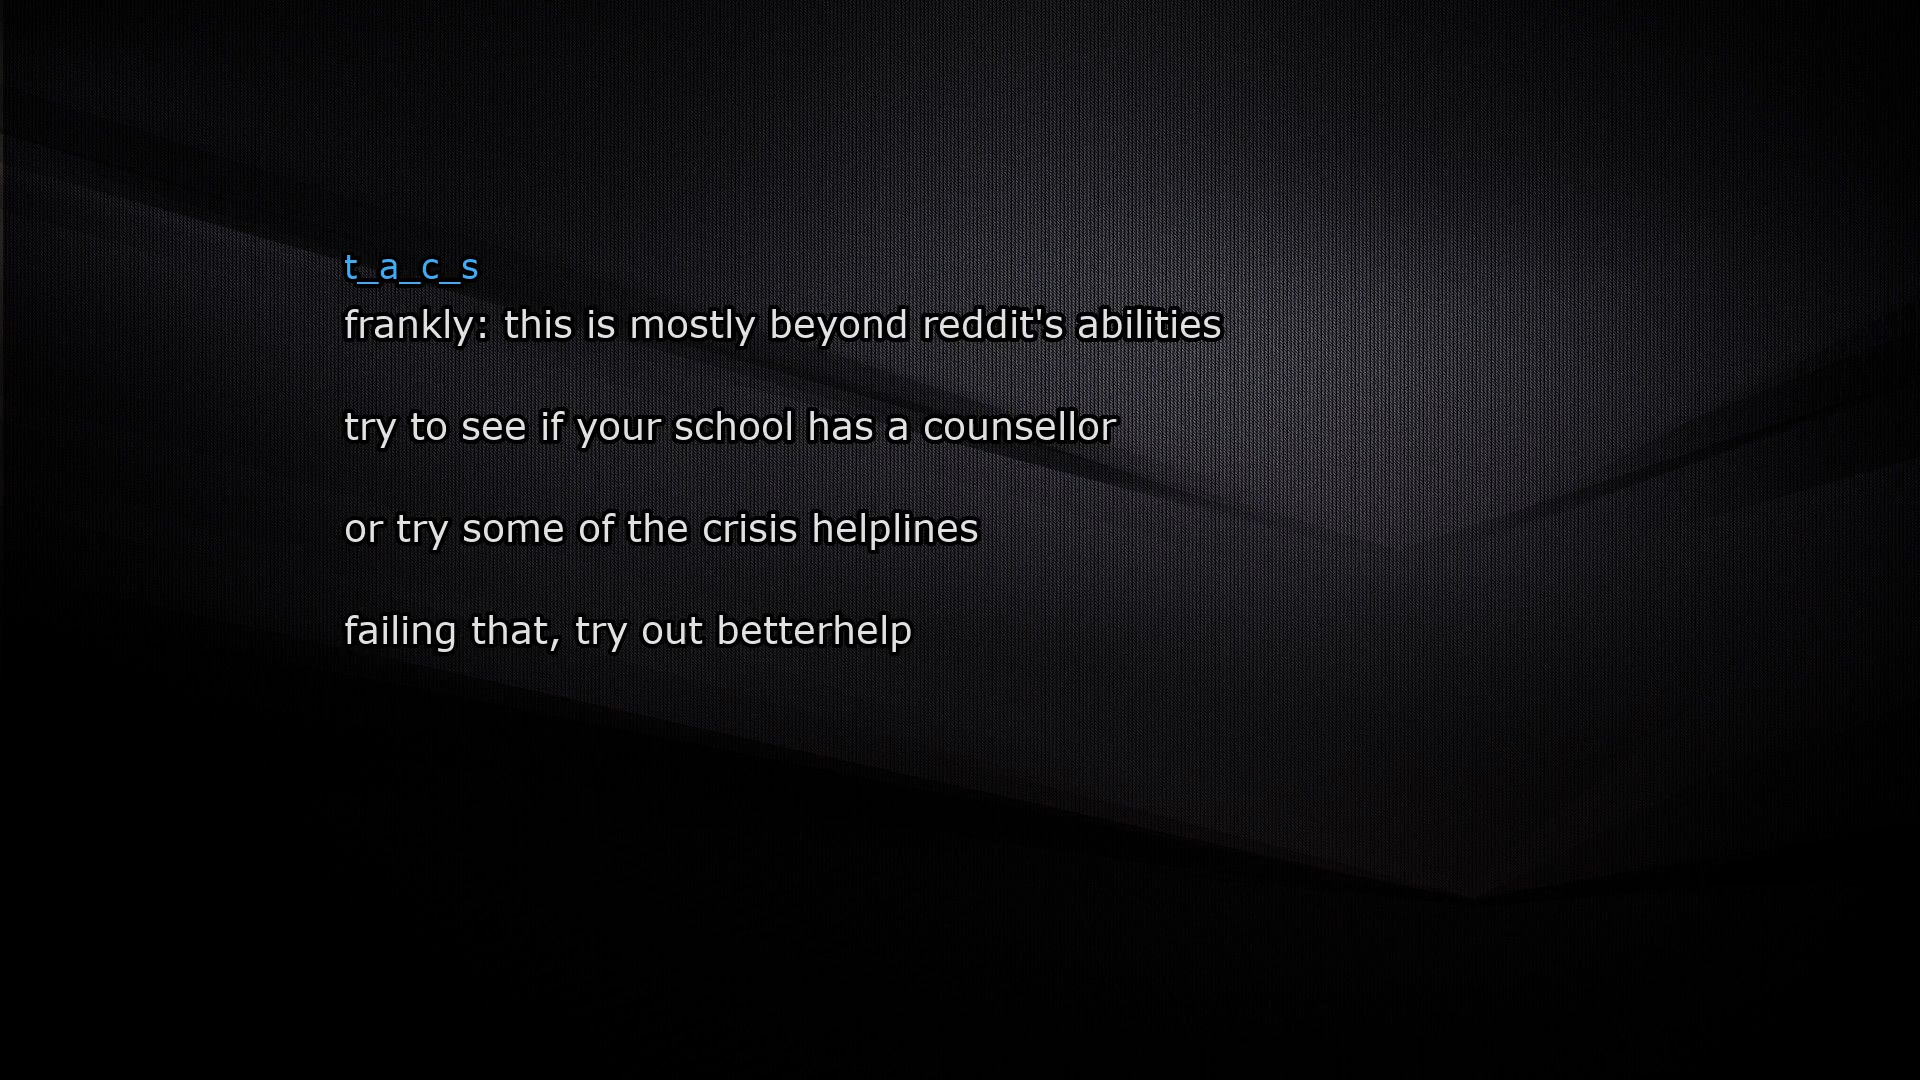 t_a_c_s
frankly: this is mostly beyond reddit's abilities
try to see if your school has a counsellor
or try some of the crisis helplines
failing that, try out betterhelp